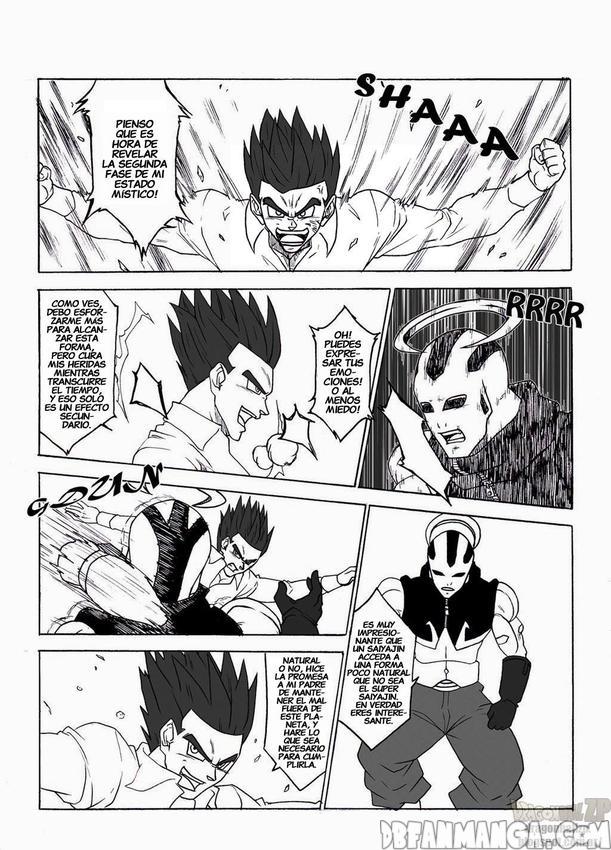 SHAAA
PIENSO
QUE ES
HORA DE
REVELAR
LA SEGUNDA
FASE DE MI
ESTADO
MÍSTICO!
COMO VES,
DEBO ESFOR-
ZARME MÁS
PARA ALCAN-
ZAR ESTA
FORMA,
PERO CURA
MIS HERIDAS
MIENTRAS
TRANSCURRE
EL TIEMPO,
Y ESO SOLO
ES UN EFECTO
SECUN-
DARIO.
OH!
PUEDES
EXPRE-
SAR TUS
EMO-
CIONES!
O AL
MENOS
MIEDO!
RRRR
GDUUN
ES MUY
IMPRESIO-
NANTE QUE
UN SAIYAJIN
ACCEDA A
UNA FORMA
POCO NATURAL
QUE NO SEA
EL SUPER
SAIYAJIN.
EN VERDAD
ERES INTERE-
SANTE.
NATURAL
O NO, HICE
LA PROMESA
A MI PADRE
DE MANTE-
NER EL MAL
FUERA DE
ESTE PLANE-
TA, Y HARE
LO QUE SEA
NECESARIO
PARA CUM-
PLIRLA.
DBFANMANGA.COM